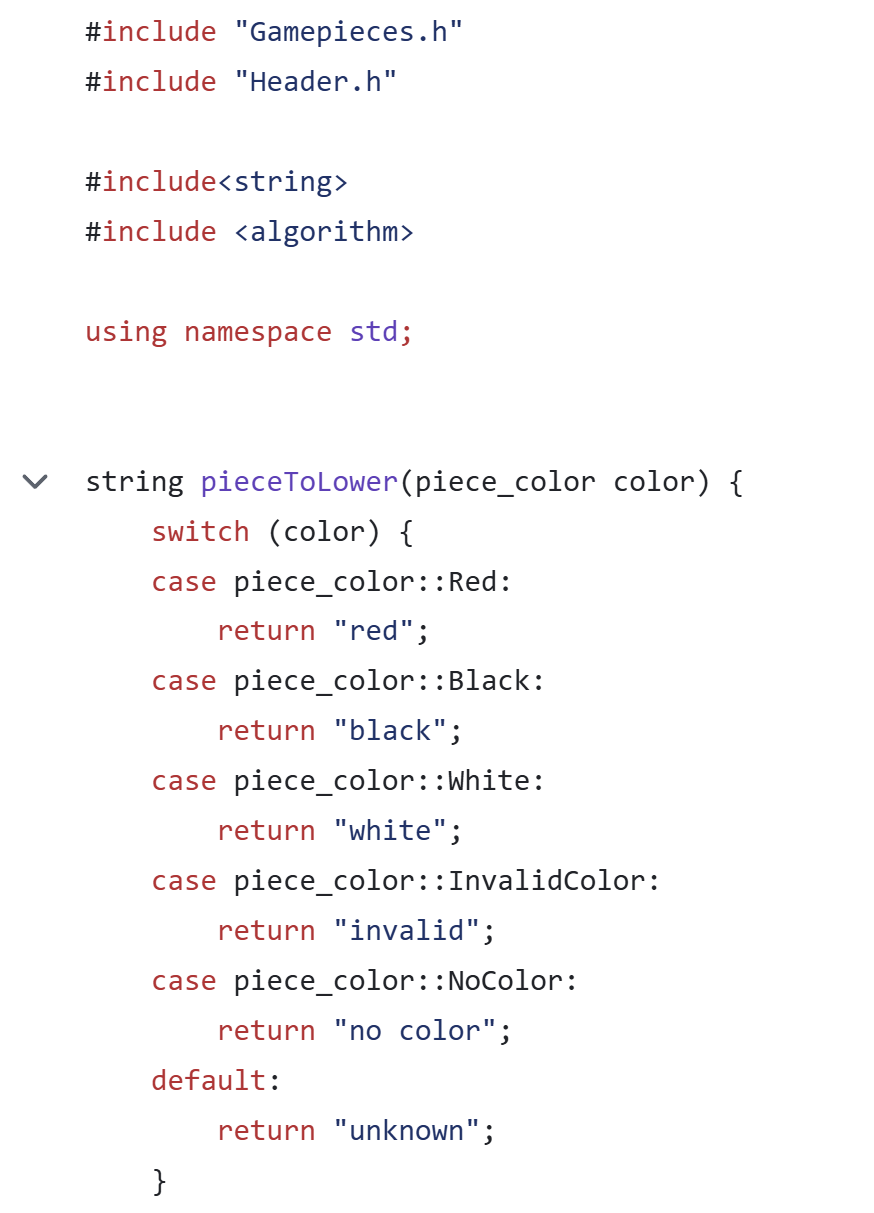 #include "Gamepieces.h"
#include "Header.h"
#include<string>
#include <algorithm>
using namespace std;
string pieceToLower(piece_color color) {
    switch (color) {
    case piece_color::Red:
        return "red";
    case piece_color::Black:
        return "black";
    case piece_color::White:
        return "white";
    case piece_color::InvalidColor:
        return "invalid";
    case piece_color::NoColor:
        return "no color";
    default:
        return "unknown";
    }